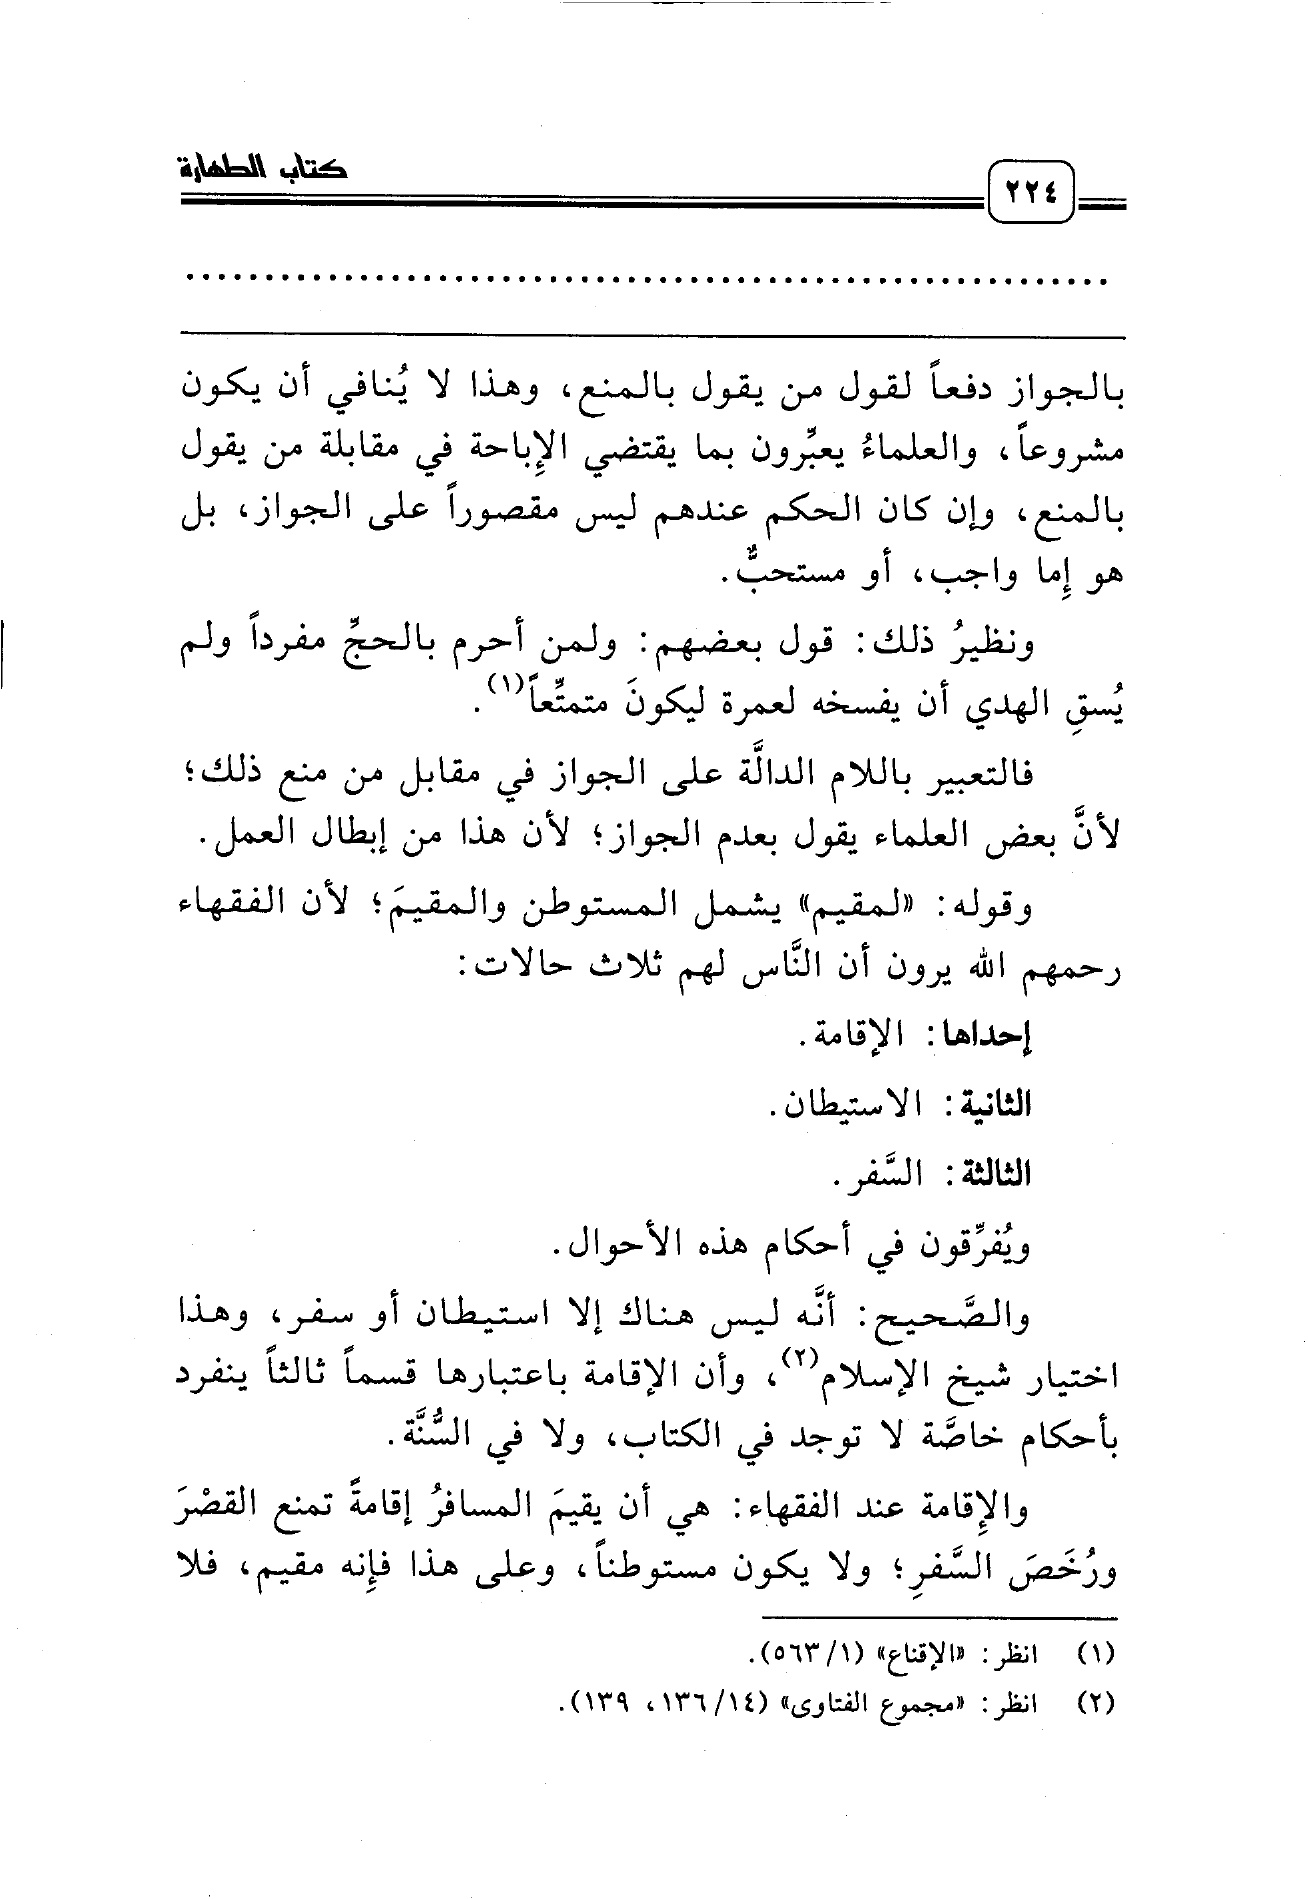 كتاب الطهارة
٢٢٤
بالجواز دفعاً لقول من يقول بالمنع، وهذا لا يُنافي أن يكون
مشروعاً، والعلماءُ يعبِّرون بما يقتضي الإِباحة في مقابلة من يقول
بالمنع، وإن كان الحكم عندهم ليس مقصوراً على الجواز، بل
هو إِما واجب، أو مستحبٌّ.
ونظيرُ ذلك: قول بعضهم: ولمن أحرم بالحجِّ مفرداً ولم
يُسقِ الهدي أن يفسخه لعمرة ليكونَ متمتِّعاً(١).
فالتعبير باللام الدالَّة على الجواز في مقابل من منع ذلك؛
لأنَّ بعض العلماء يقول بعدم الجواز؛ لأن هذا من إبطال العمل.
وقوله: «لمقيم» يشمل المستوطن والمقيمَ؛ لأن الفقهاء
رحمهم الله يرون أن النَّاس لهم ثلاث حالات:
إحداها: الإقامة.
الثانية: الاستيطان.
الثالثة: السَّفر.
ويُفرِّقون في أحكام هذه الأحوال.
والصَّحيح: أنَّه ليس هناك إلا استيطان أو سفر، وهذا
اختيار شيخ الإسلام(٢)، وأن الإقامة باعتبارها قسماً ثالثاً ينفرد
بأحكام خاصَّة لا توجد في الكتاب، ولا في السُّنَّة.
والإِقامة عند الفقهاء: هي أن يقيمَ المسافرُ إقامةً تمنع القصْرَ
ورُخَصَ السَّفرِ؛ ولا يكون مستوطناً، وعلى هذا فإِنه مقيم، فلا
(١) انظر: «الإقناع» (١/ ٥٦٣).
(٢) انظر: «مجموع الفتاوى» (١٤/ ١٣٦، ١٣٩).